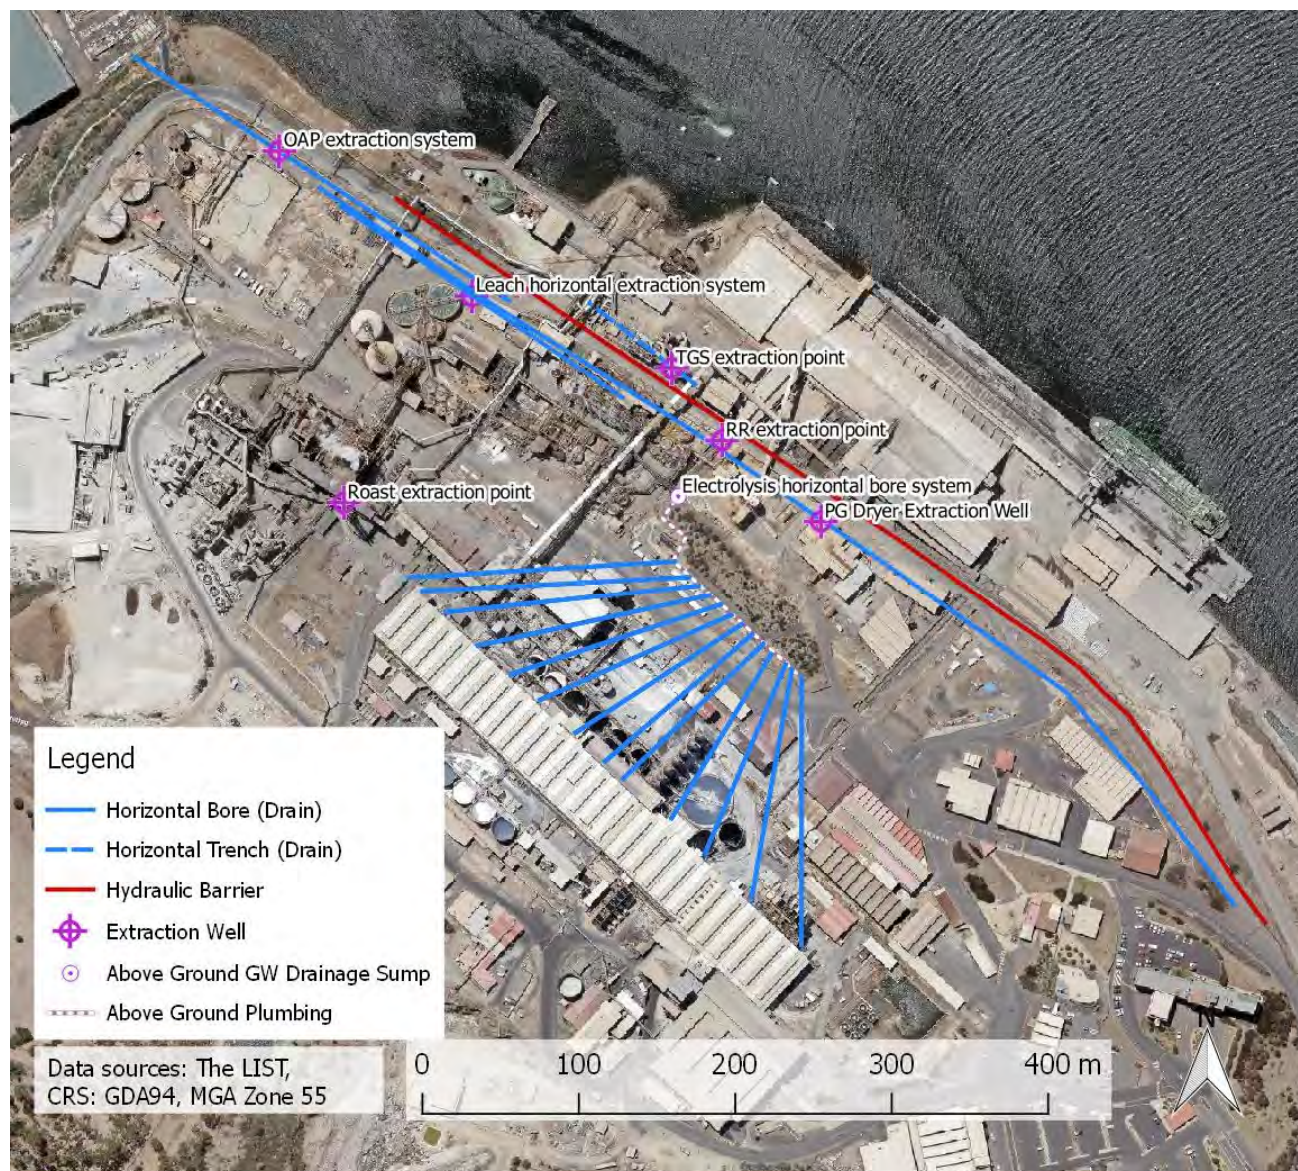 OAP extraction system
Leach horizontal extraction system
TGS extraction point
RR extraction point
Roast extraction point
Electrolysis horizontal bore system
PG Dryer Extraction Well
Legend
Horizontal Bore (Drain)
Horizontal Trench (Drain)
Hydraulic Barrier
Extraction Well
Above Ground GW Drainage Sump
Above Ground Plumbing
Data sources: The LIST,
CRS: GDA94, MGA Zone 55
0 100 200 300 400 m
N